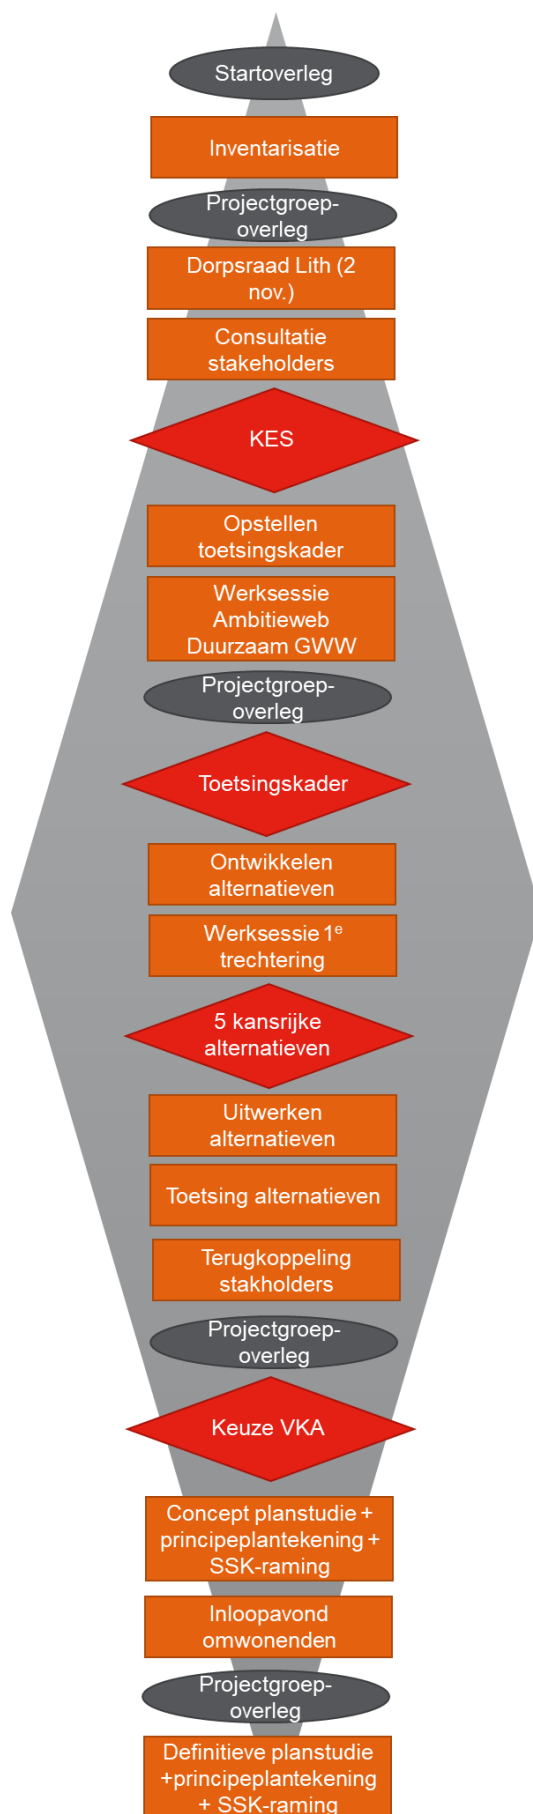 Startoverleg
Inventarisatie
Projectgroep-
overleg
Dorpsraad Lith (2
nov.)
Consultatie
stakeholders
KES
Opstellen
toetsingskader
Werksessie
Ambitieweb
Duurzaam GWW
Projectgroep-
overleg
Toetsingskader
Ontwikkelen
alternatieven
Werksessie 1e
trechtering
5 kansrijke
alternatieven
Uitwerken
alternatieven
Toetsing alternatieven
Terugkoppeling
stakholders
Projectgroep-
overleg
Keuze VKA
Concept planstudie +
principeplantekening +
SSK-raming
Inloopavond
omwonenden
Projectgroep-
overleg
Definitieve planstudie
+principeplantekening
+ SSK-raming